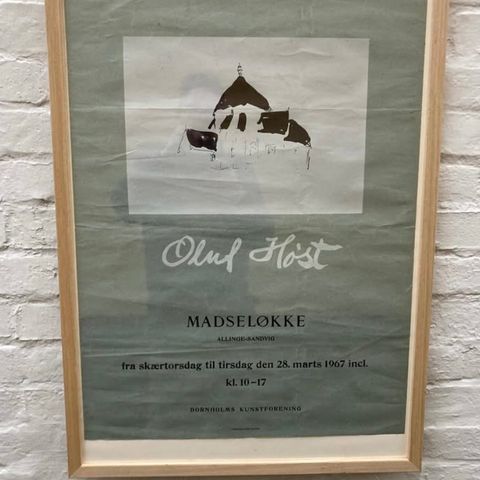 Oluf Høst
MADSELØKKE
ALLINGE-SANDVIG
fra skærtorsdag til tirsdag den 28. marts 1967 incl.
kl. 10-17
BORNHOLMS KUNSTFORENING